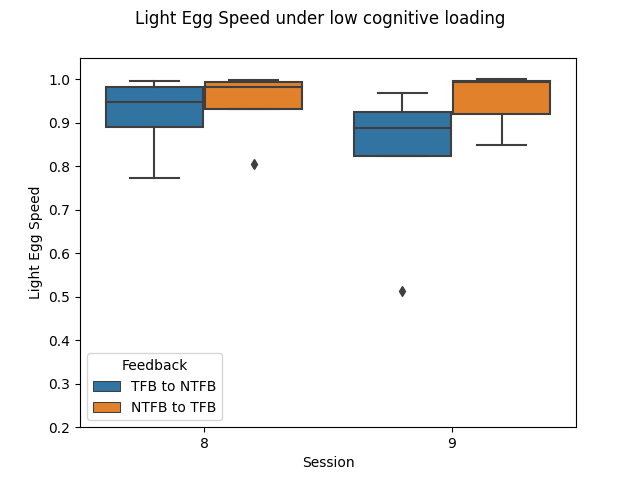 Light Egg Speed under low cognitive loading
1.0
0.9
0.8
0.7
0.6
0.5
0.4
0.3
0.2
Light Egg Speed
Feedback
TFB to NTFB
NTFB to TFB
8
9
Session